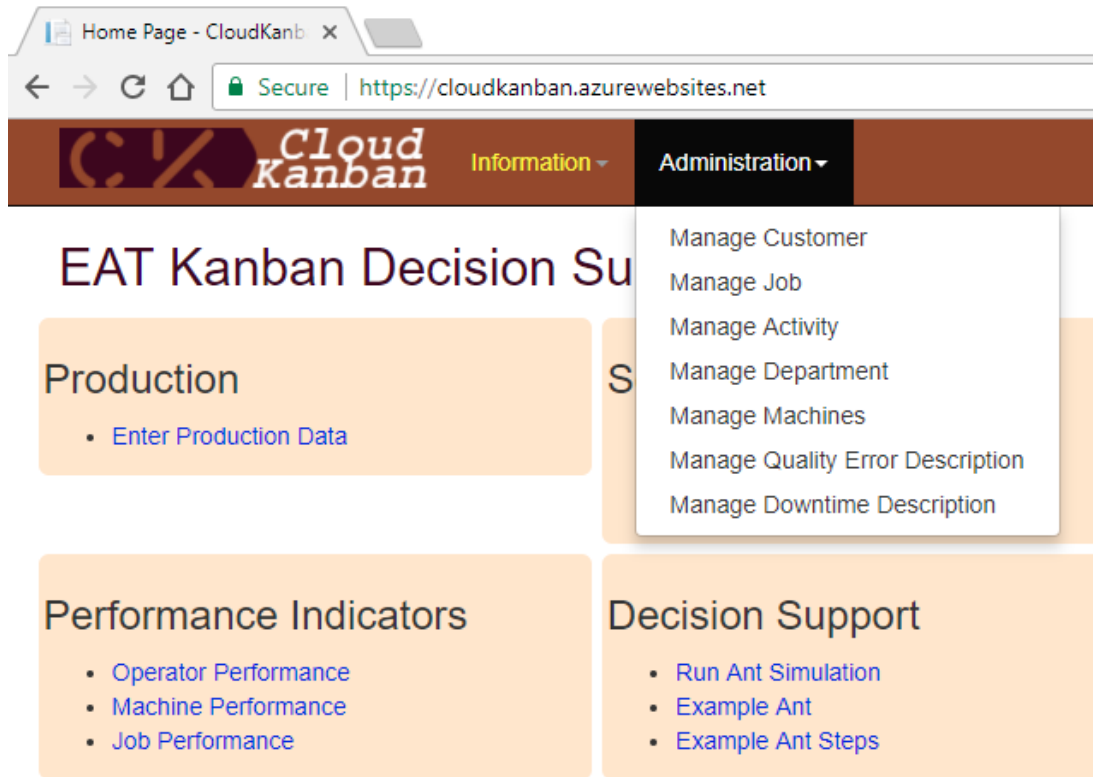 Home Page - CloudKanb
Secure | https://cloudkanban.azurewebsites.net
CK Cloud
Kanban
Information
Administration
Manage Customer
Manage Job
Manage Activity
Manage Department
Manage Machines
Manage Quality Error Description
Manage Downtime Description
EAT Kanban Decision Su
Production
• Enter Production Data
S
Performance Indicators
• Operator Performance
• Machine Performance
• Job Performance
Decision Support
• Run Ant Simulation
• Example Ant
• Example Ant Steps